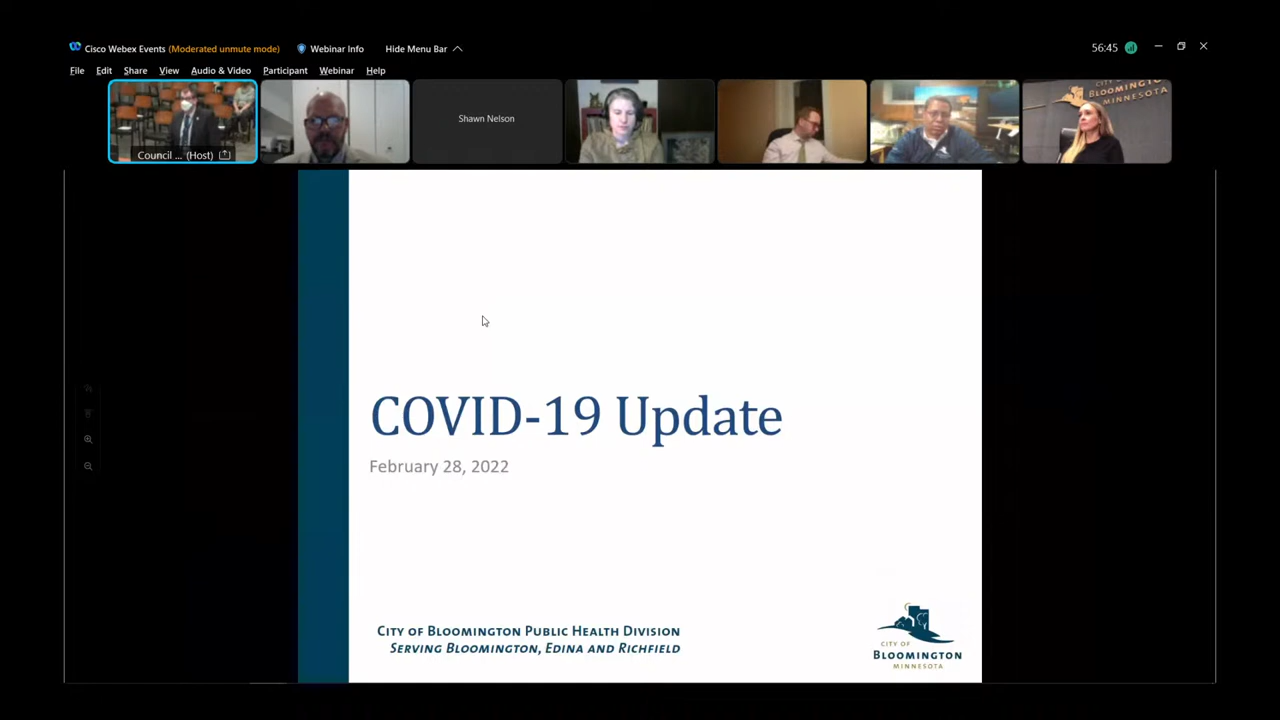 Cisco Webex Events (Moderated unmute mode) Webinar Info Hide Menu Bar 56:45
File Edit Share View Audio & Video Participant Webinar Help
Council ... (Host)
Shawn Nelson
CITY OF
BLOOMINGTON
MINNESOTA
COVID-19 Update
February 28, 2022
CITY OF BLOOMINGTON PUBLIC HEALTH DIVISION
SERVING BLOOMINGTON, EDINA AND RICHFIELD
CITY OF
BLOOMINGTON
MINNESOTA